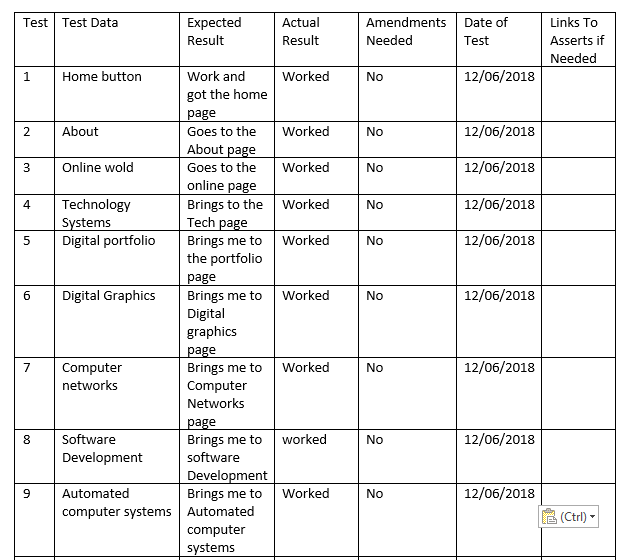 Test Test Data Expected Actual Amendments Date of Links To
Result Result Needed Test Asserts if
Needed
1 Home button Work and Worked No 12/06/2018
got the home
page
2 About Goes to the Worked No 12/06/2018
About page
3 Online wold Goes to the Worked No 12/06/2018
online page
4 Technology Brings to the Worked No 12/06/2018
Systems Tech page
5 Digital portfolio Brings me to Worked No 12/06/2018
the portfolio
page
6 Digital Graphics Brings me to Worked No 12/06/2018
Digital
graphics
page
7 Computer Brings me to Worked No 12/06/2018
networks Computer
Networks
page
8 Software Brings me to worked No 12/06/2018
Development software
Development
9 Automated Brings me to Worked No 12/06/2018
computer systems Automated
computer
systems
(Ctrl)